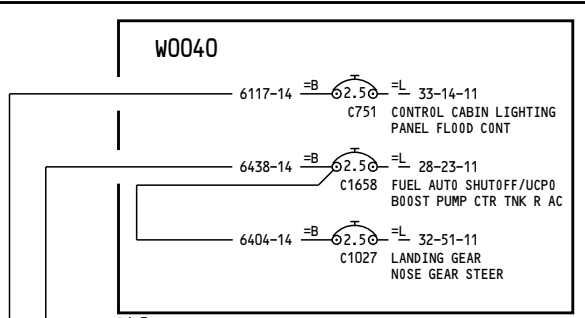 W0040
6117-14 =B 2.5 =L 33-14-11
C751 CONTROL CABIN LIGHTING
PANEL FLOOD CONT
6438-14 =B 2.5 =L 28-23-11
C1658 FUEL AUTO SHUTOFF/UCPO
BOOST PUMP CTR TNK R AC
6404-14 =B 2.5 =L 32-51-11
C1027 LANDING GEAR
NOSE GEAR STEER